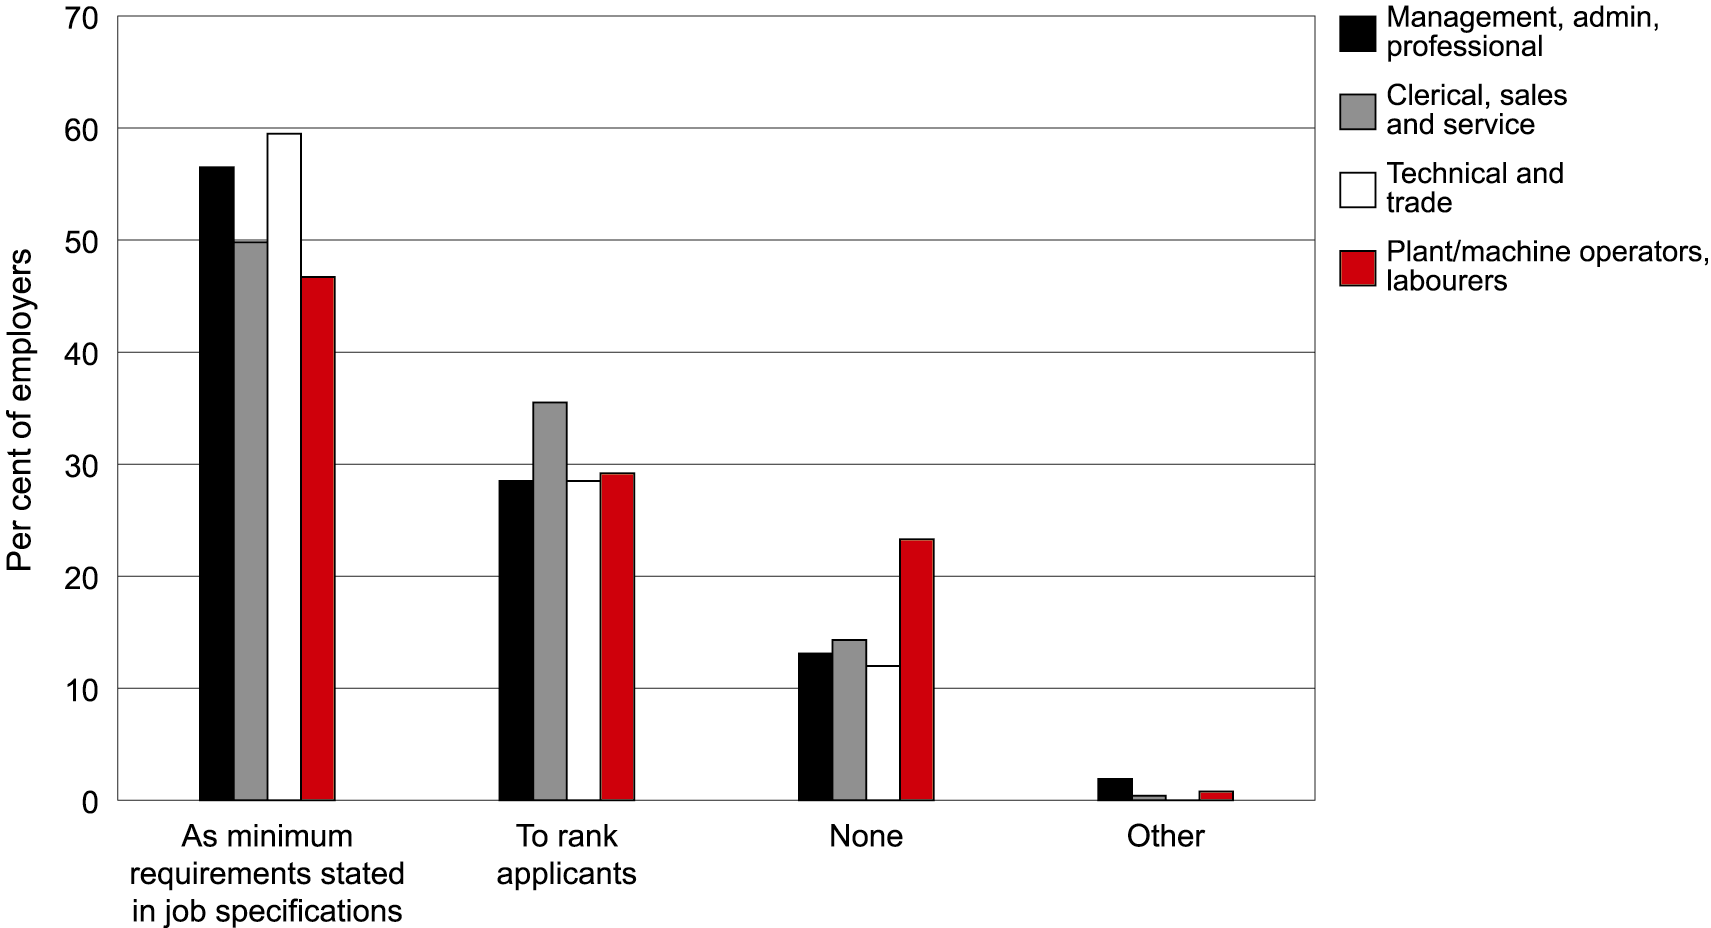 70
60
50
40
30
20
10
0
Per cent of employers
As minimum
requirements stated
in job specifications
To rank
applicants
None
Other
Management, admin,
professional
Clerical, sales
and service
Technical and
trade
Plant/machine operators,
labourers